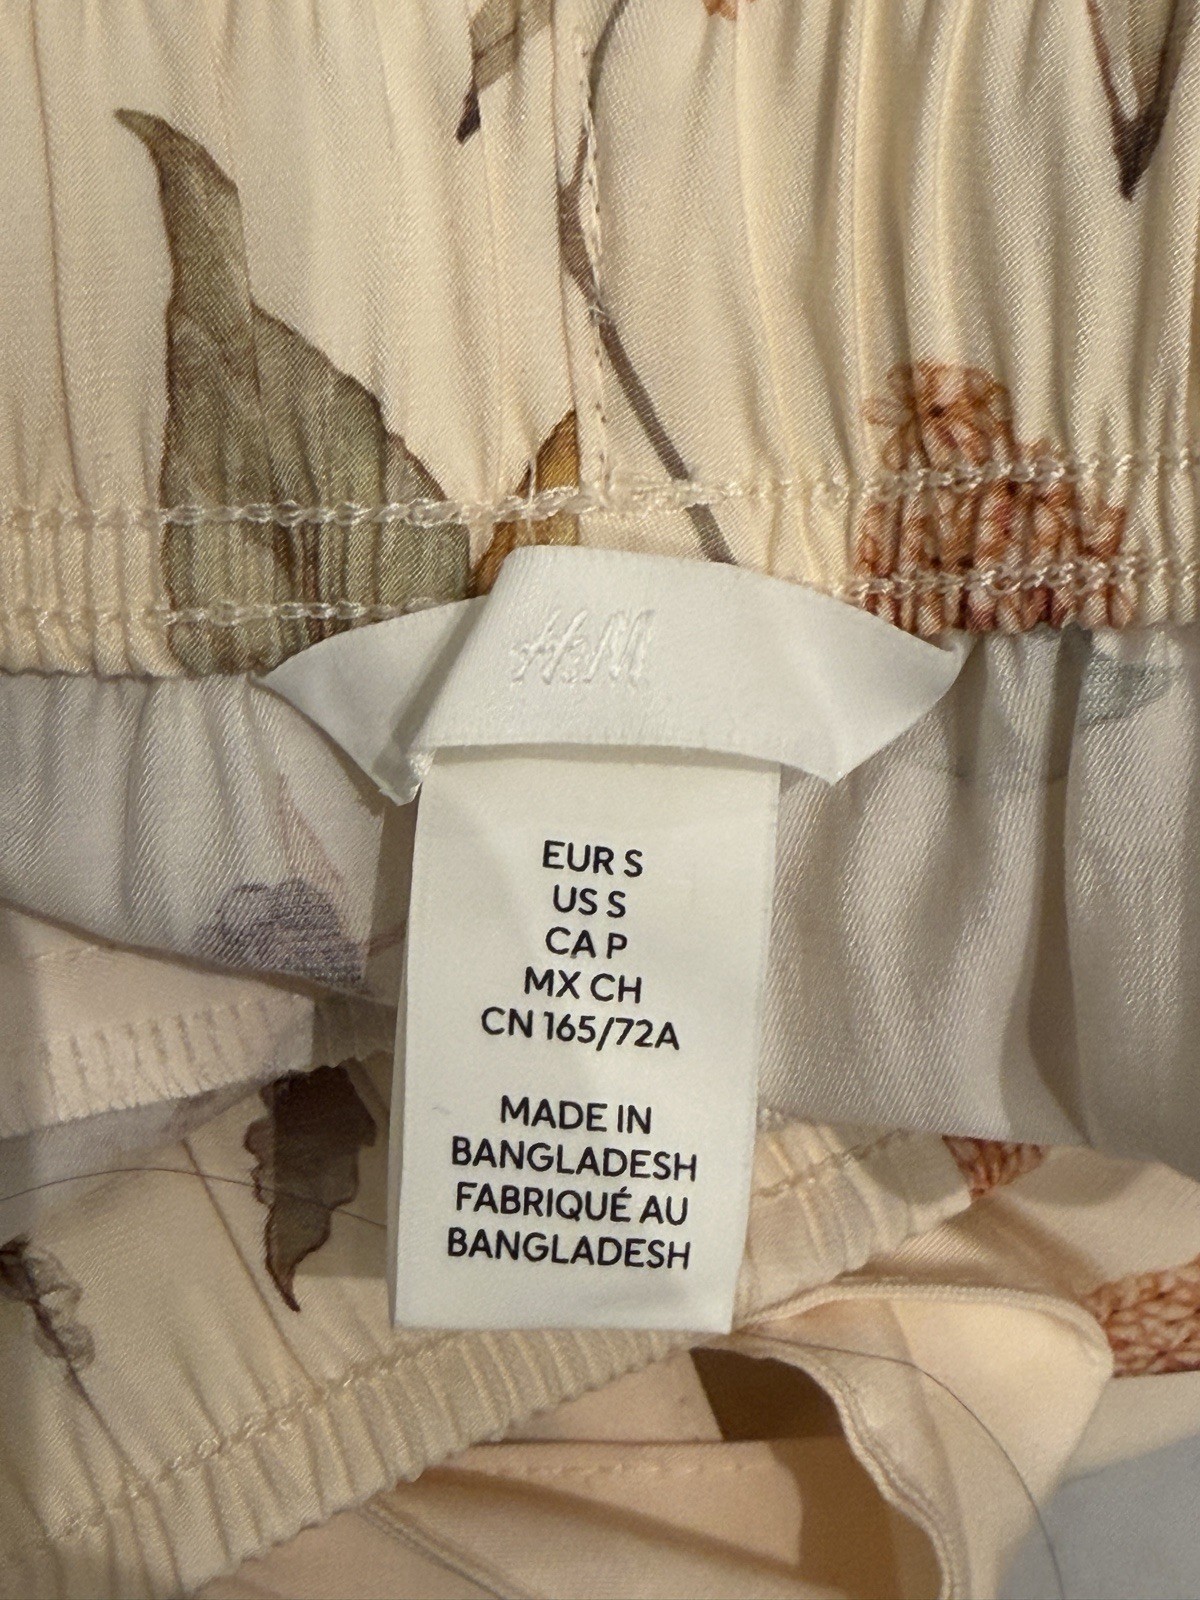 H&M
EUR S
US S
CA P
MX CH
CN 165/72A
MADE IN
BANGLADESH
FABRIQUÉ AU
BANGLADESH